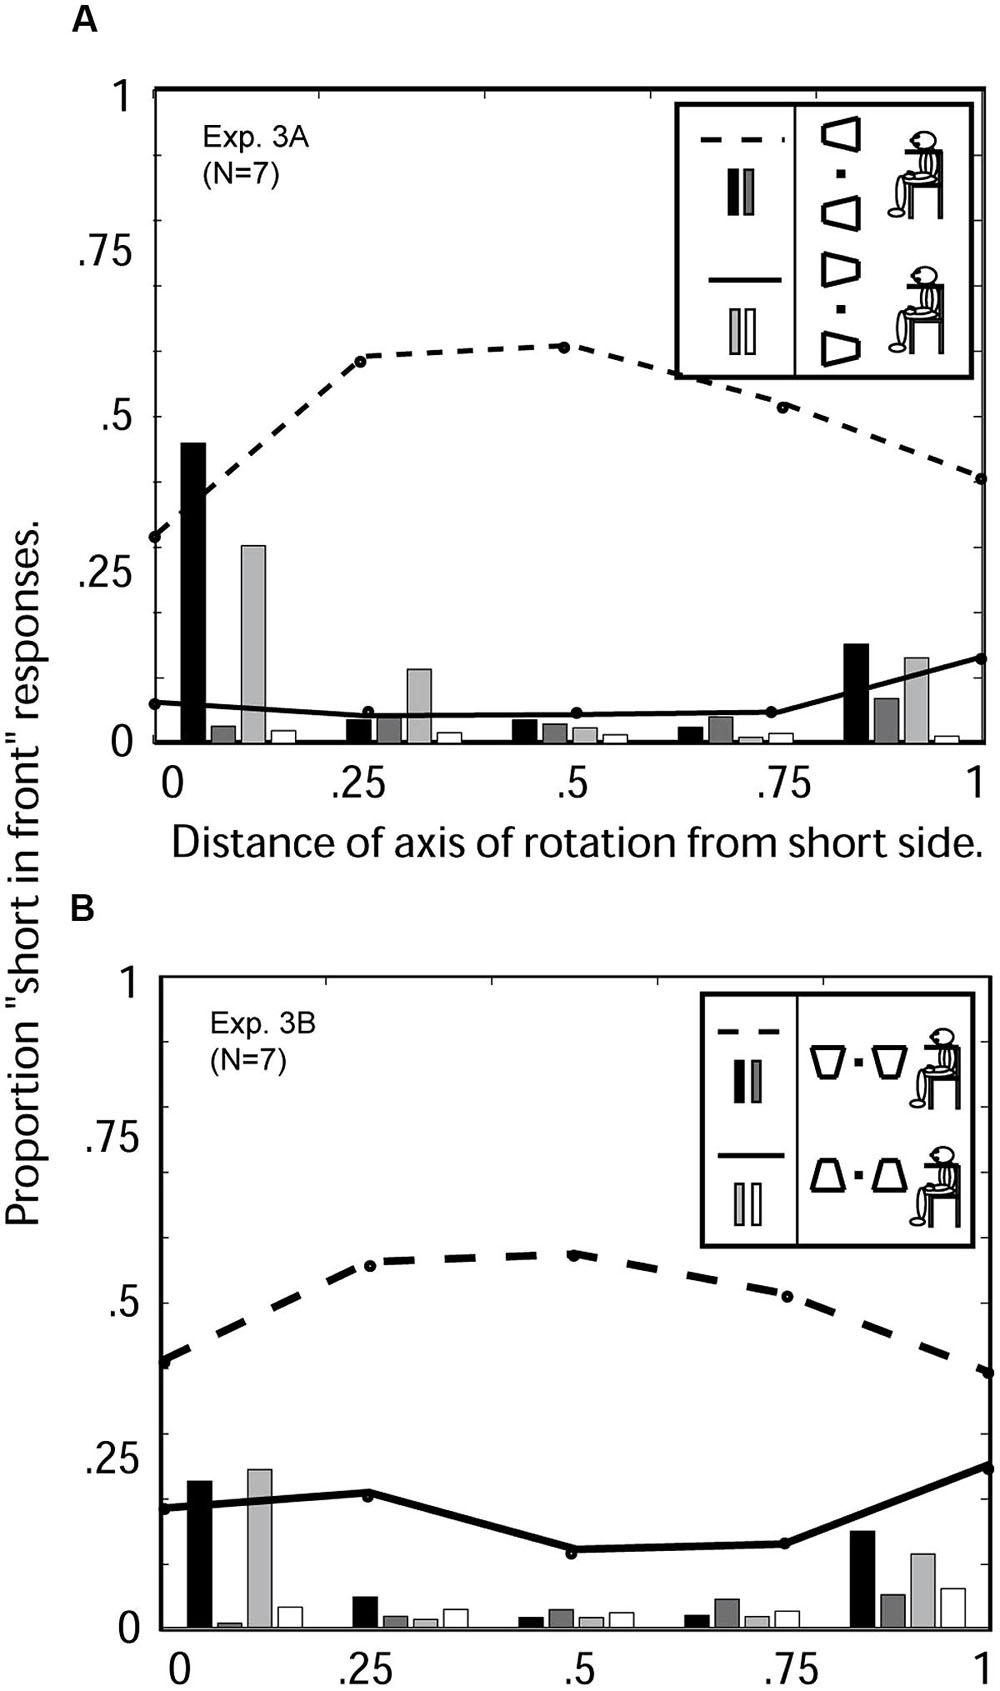 A
1
Exp. 3A
(N=7)
.75
.5
.25
0
0 .25 .5 .75 1
Distance of axis of rotation from short side.
Proportion "short in front" responses.
B
1
Exp. 3B
(N=7)
.75
.5
.25
0
0 .25 .5 .75 1